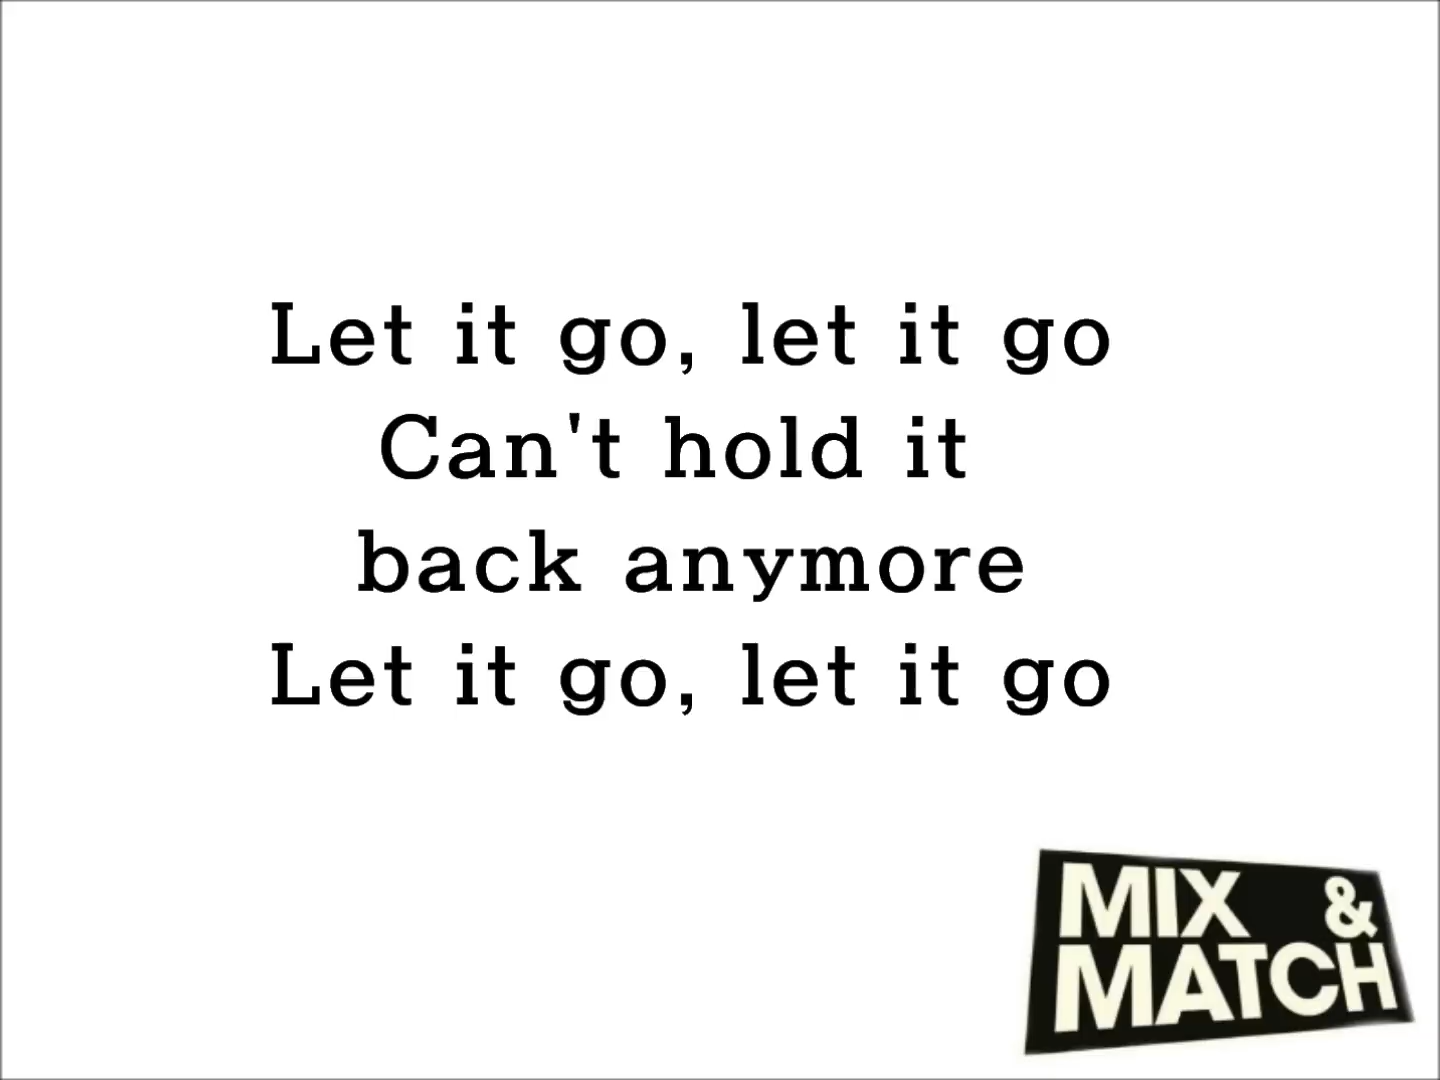 Let it go, let it go
Can't hold it
back anymore
Let it go, let it go
MIX &
MATCH